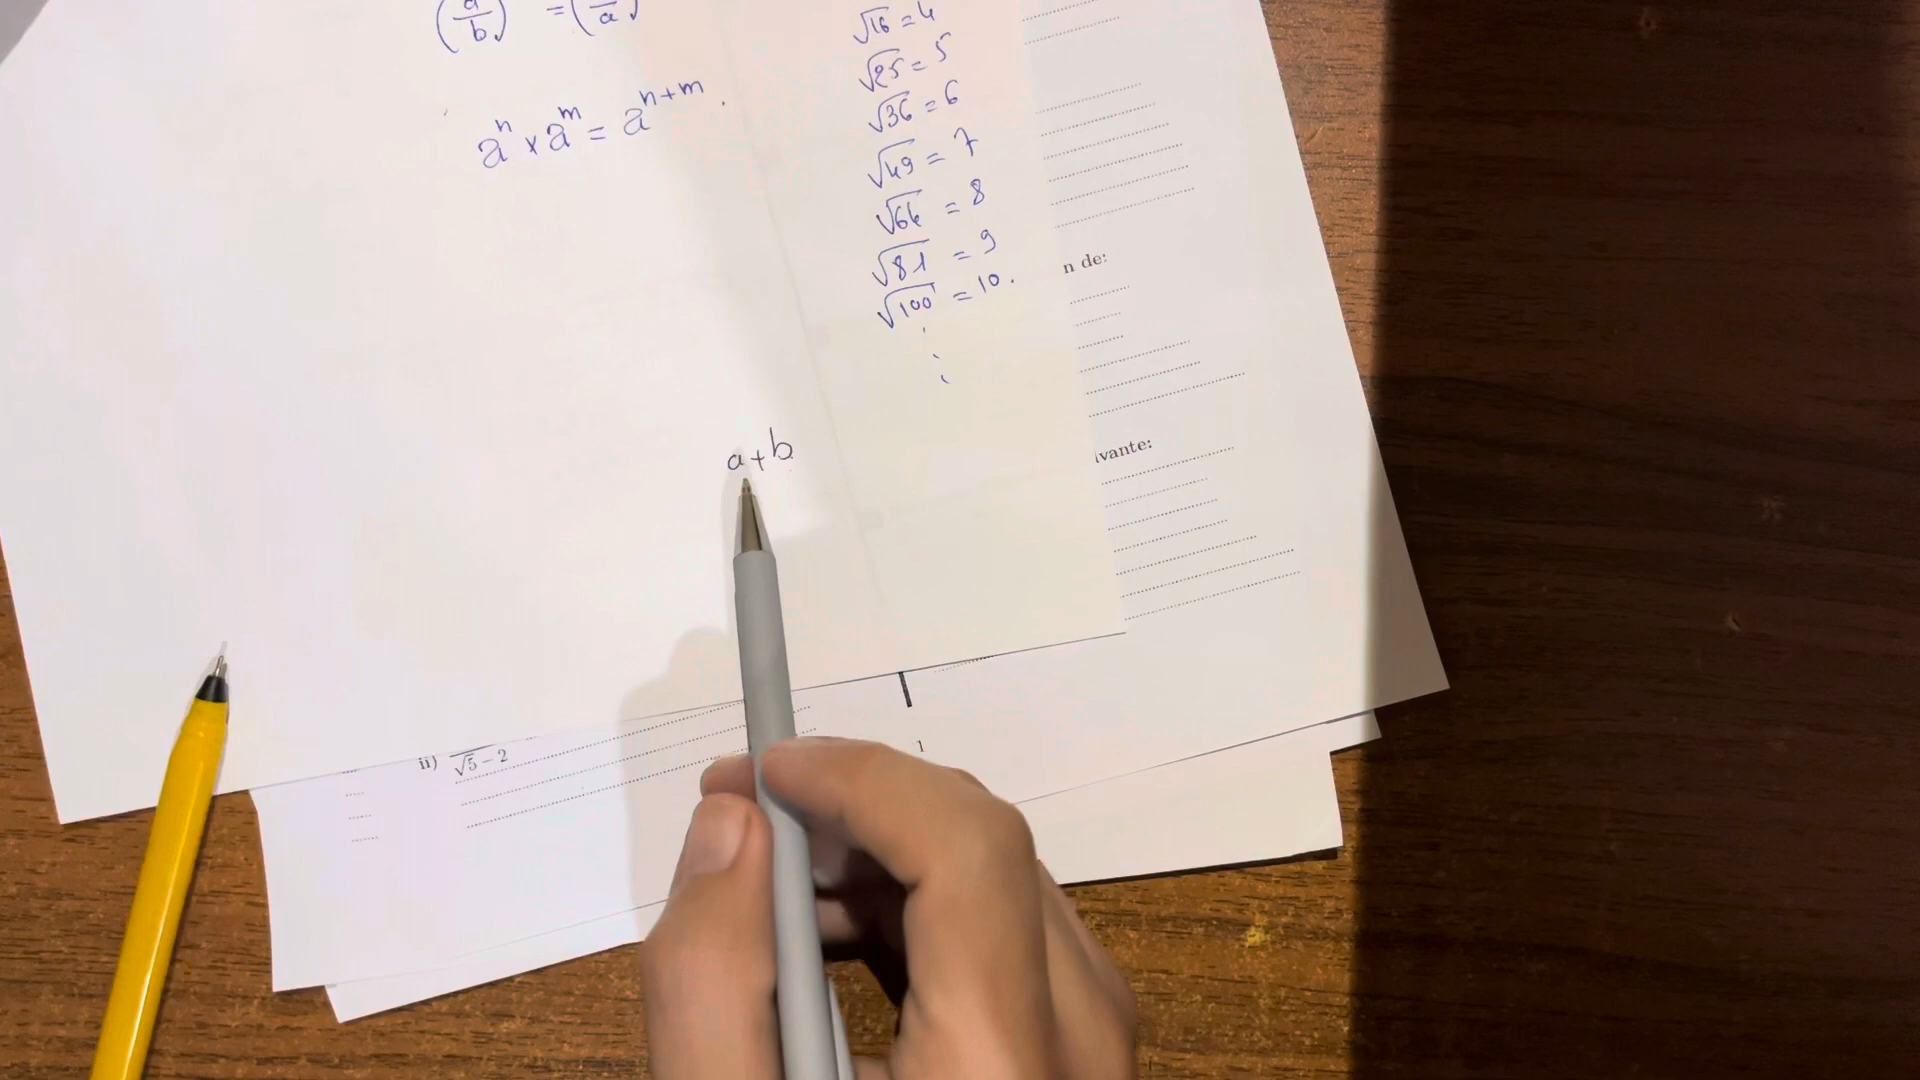 (a/b) = (/a)
aⁿ × aᵐ = aⁿ⁺ᵐ.
√16 = 4
√25 = 5
√36 = 6
√49 = 7
√64 = 8
√81 = 9
√100 = 10.
a+b
n de:
ivante:
ii) √5 − 2
1